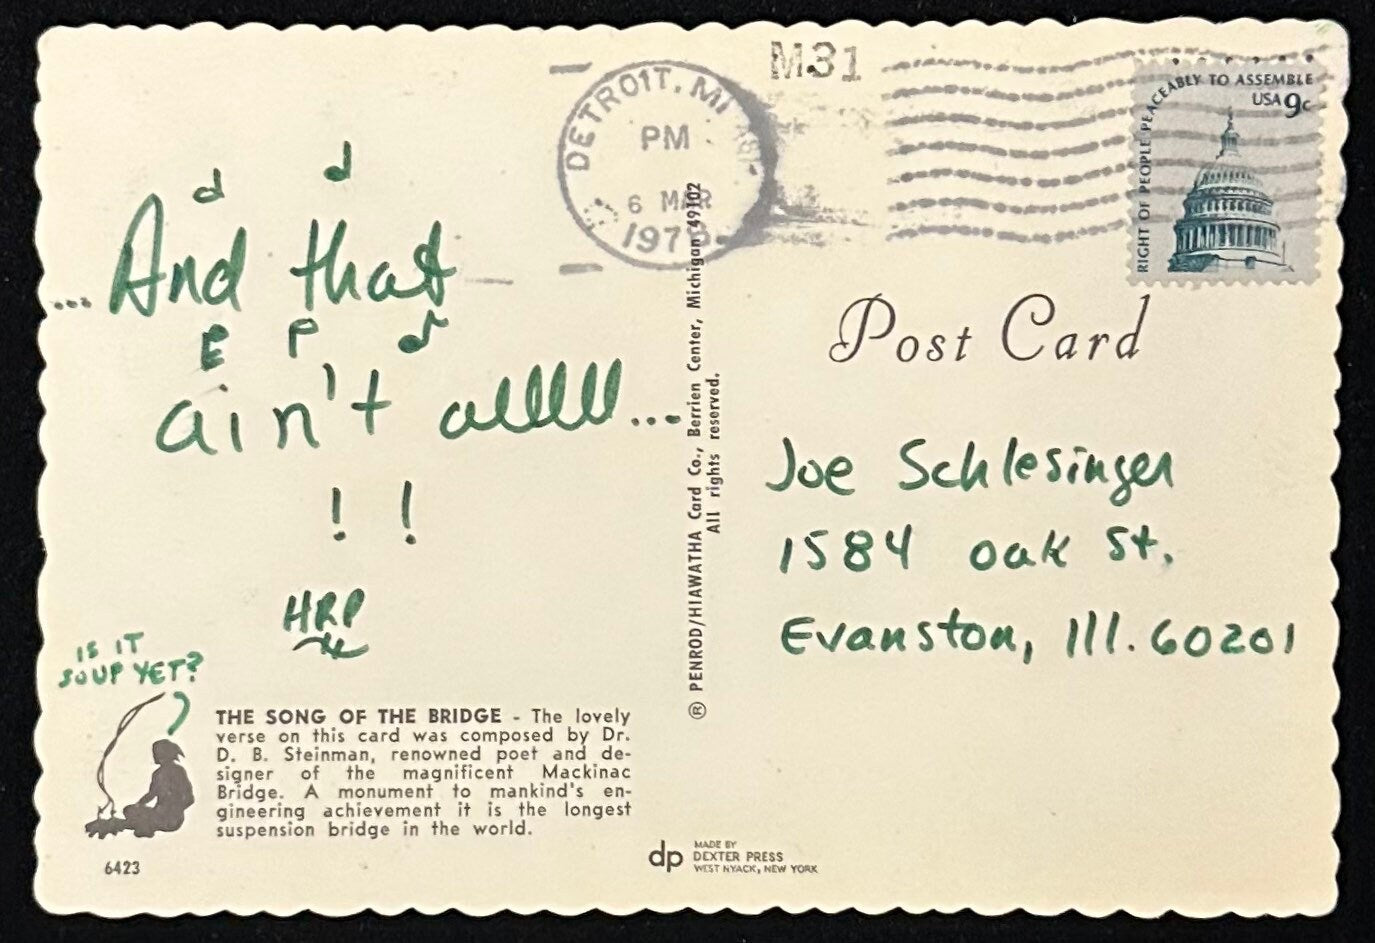 M31
DETROIT, MI
PM
6 MAR
RIGHT OF PEOPLE PEACEABLY TO ASSEMBLE
USA 9c
... And that
ain't allllll...
! !
HRP
IS IT
SOUP YET?
THE SONG OF THE BRIDGE - The lovely
verse on this card was composed by Dr.
D. B. Steinman, renowned poet and de-
signer of the magnificent Mackinac
Bridge. A monument to mankind's en-
gineering achievement it is the longest
suspension bridge in the world.
6423
® PENROD/HIAWATHA Card Co., Berrien Center, Michigan 49102
All rights reserved.
Post Card
Joe Schlesinger
1584 oak St.
Evanston, Ill. 60201
dp
MADE BY
DEXTER PRESS
WEST NYACK, NEW YORK